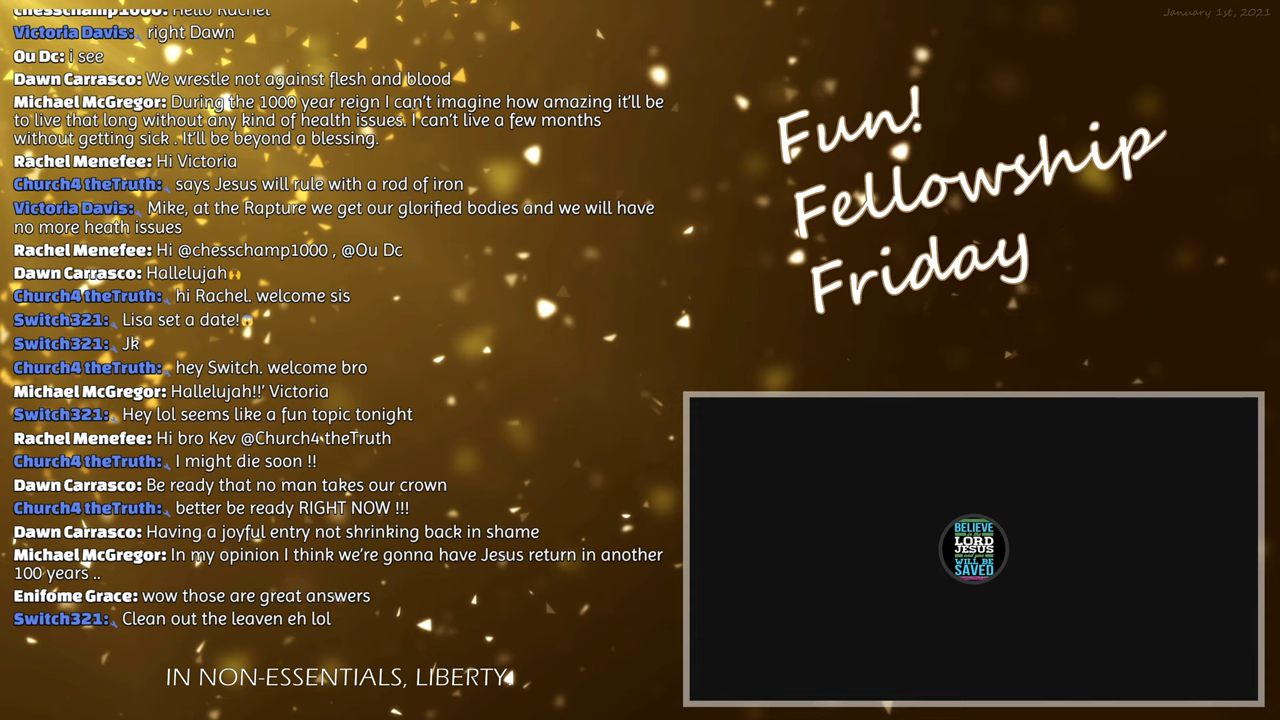 chesschamp1000: Hello Rachel
Victoria Davis: right Dawn
Ou Dc: i see
Dawn Carrasco: We wrestle not against flesh and blood
Michael McGregor: During the 1000 year reign I can't imagine how amazing it'll be
to live that long without any kind of health issues. I can't live a few months
without getting sick . It'll be beyond a blessing.
Rachel Menefee: Hi Victoria
Church4 theTruth: says Jesus will rule with a rod of iron
Victoria Davis: Mike, at the Rapture we get our glorified bodies and we will have
no more heath issues
Rachel Menefee: Hi @chesschamp1000 , @Ou Dc
Dawn Carrasco: Hallelujah🙌
Church4 theTruth: hi Rachel. welcome sis
Switch321: Lisa set a date!😱
Switch321: Jk
Church4 theTruth: hey Switch. welcome bro
Michael McGregor: Hallelujah!!' Victoria
Switch321: Hey lol seems like a fun topic tonight
Rachel Menefee: Hi bro Kev @Church4 theTruth
Church4 theTruth: I might die soon !!
Dawn Carrasco: Be ready that no man takes our crown
Church4 theTruth: better be ready RIGHT NOW !!!
Dawn Carrasco: Having a joyful entry not shrinking back in shame
Michael McGregor: In my opinion I think we're gonna have Jesus return in another
100 years ..
Enifome Grace: wow those are great answers
Switch321: Clean out the leaven eh lol
IN NON-ESSENTIALS, LIBERTY.
January 1st, 2021
Fun!
Fellowship
Friday
BELIEVE
LORD
JESUS
WILL BE
SAVED